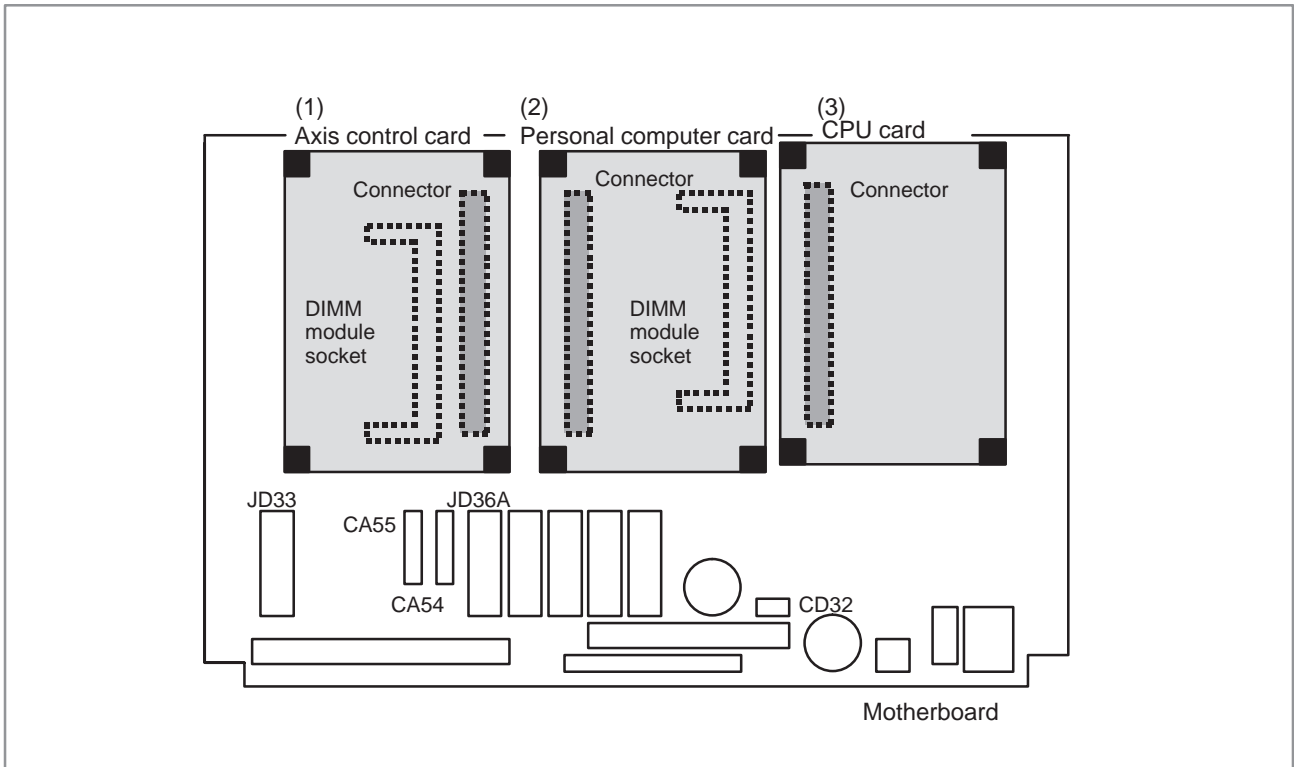 (1)
Axis control card
(2)
Personal computer card
(3)
CPU card
Connector
DIMM
module
socket
Connector
DIMM
module
socket
Connector
JD33
CA55
JD36A
CA54
CD32
Motherboard